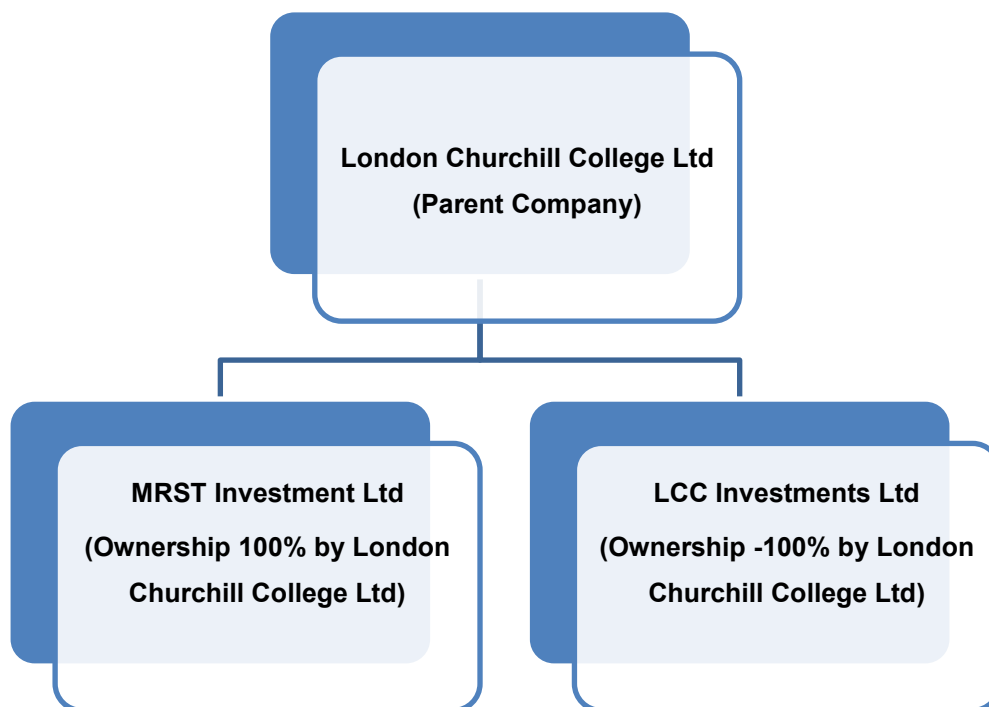 London Churchill College Ltd
(Parent Company)
MRST Investment Ltd
(Ownership 100% by London
Churchill College Ltd)
LCC Investments Ltd
(Ownership -100% by London
Churchill College Ltd)